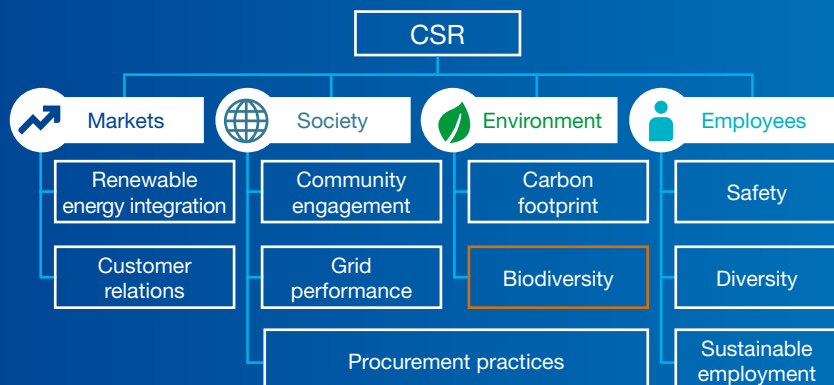 CSR
Markets
Society
Environment
Employees
Renewable
energy integration
Community
engagement
Carbon
footprint
Safety
Customer
relations
Grid
performance
Biodiversity
Diversity
Procurement practices
Sustainable
employment